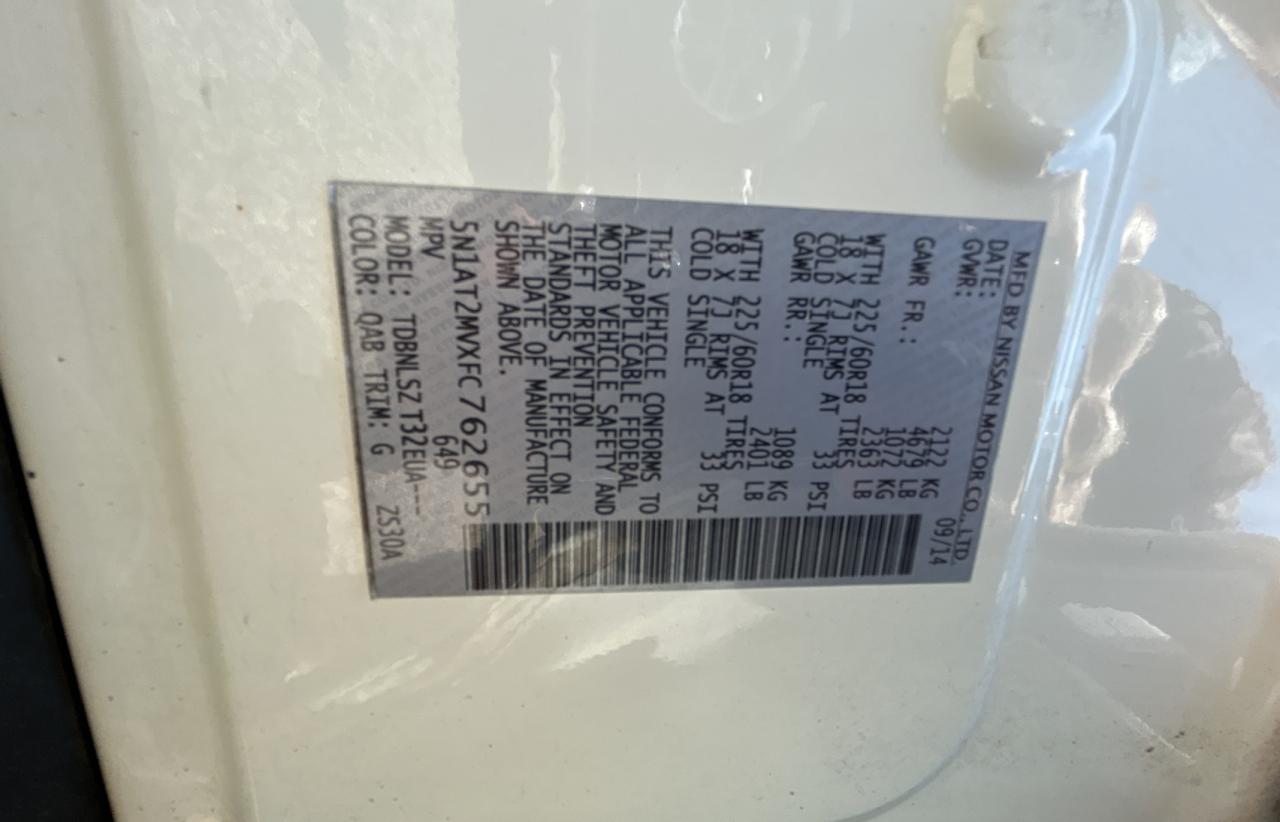 MFD BY NISSAN MOTOR CO., LTD.
DATE: 09/14
GVWR: 2122 KG
4679 LB
GAWR FR.: 1072 KG
2363 LB
WITH 225/60R18 TIRES
18 X 7J RIMS AT 33 PSI
COLD SINGLE
GAWR RR.: 1089 KG
2401 LB
WITH 225/60R18 TIRES
18 X 7J RIMS AT 33 PSI
COLD SINGLE
THIS VEHICLE CONFORMS TO
ALL APPLICABLE FEDERAL
MOTOR VEHICLE SAFETY AND
THEFT PREVENTION
STANDARDS IN EFFECT ON
THE DATE OF MANUFACTURE
SHOWN ABOVE.
5N1AT2MVXFC762655
MPV 649
MODEL: TDBNLSZ T32EUA---
COLOR: QAB TRIM: G ZS30A